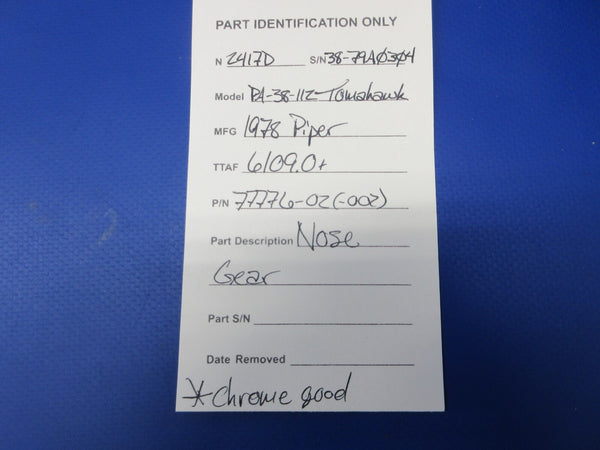 PART IDENTIFICATION ONLY
N 2417D S/N 38-79A0304
Model PA-38-112 Tomahawk
MFG 1978 Piper
TTAF 6109.0+
P/N 77776-02(-002)
Part Description Nose
Gear
Part S/N
Date Removed
*Chrome good